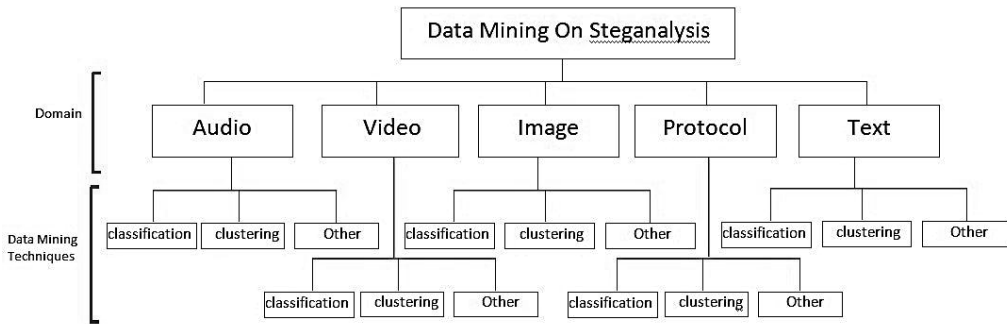 Data Mining On Steganalysis
Domain
Audio
Video
Image
Protocol
Text
Data Mining
Techniques
classification
clustering
Other
classification
clustering
Other
classification
clustering
Other
classification
clustering
Other
classification
clustering
Other